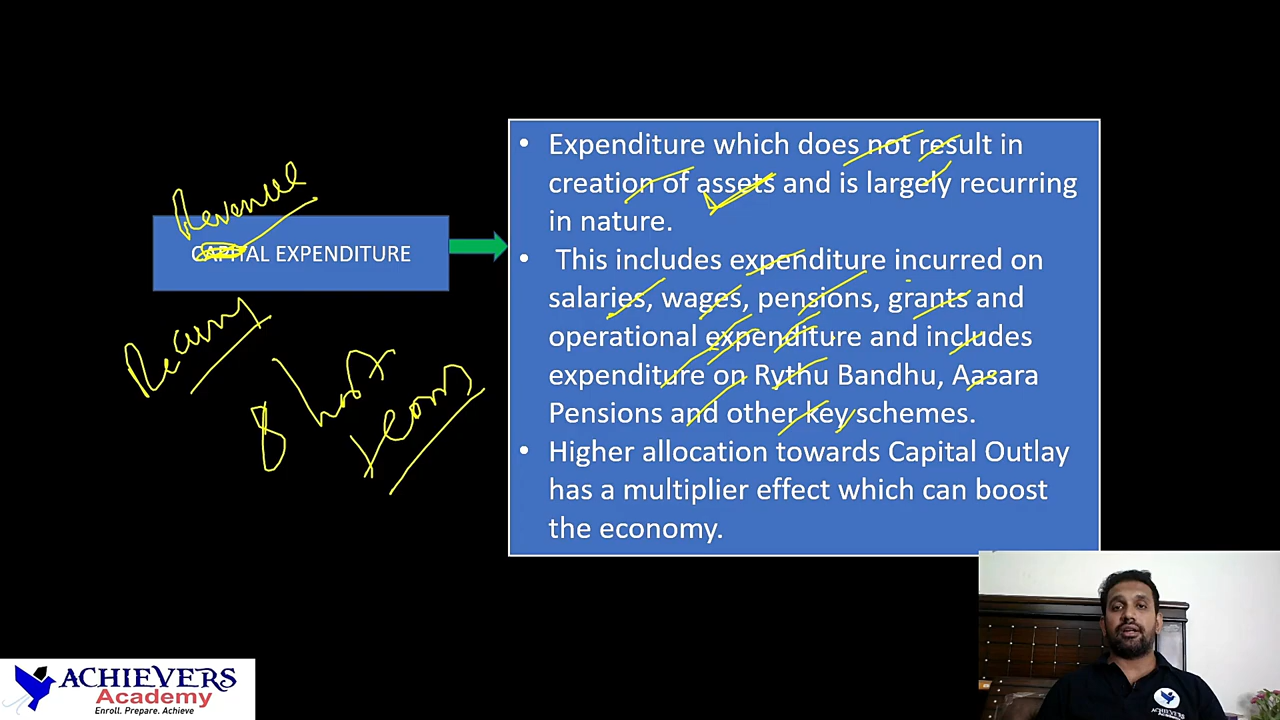 Revenue
CAPITAL EXPENDITURE
• Expenditure which does not result in
creation of assets and is largely recurring
in nature.
• This includes expenditure incurred on
salaries, wages, pensions, grants and
operational expenditure and includes
expenditure on Rythu Bandhu, Aasara
Pensions and other key schemes.
• Higher allocation towards Capital Outlay
has a multiplier effect which can boost
the economy.
8
ACHIEVERS
Academy
Enroll. Prepare. Achieve
ACHIEVERS